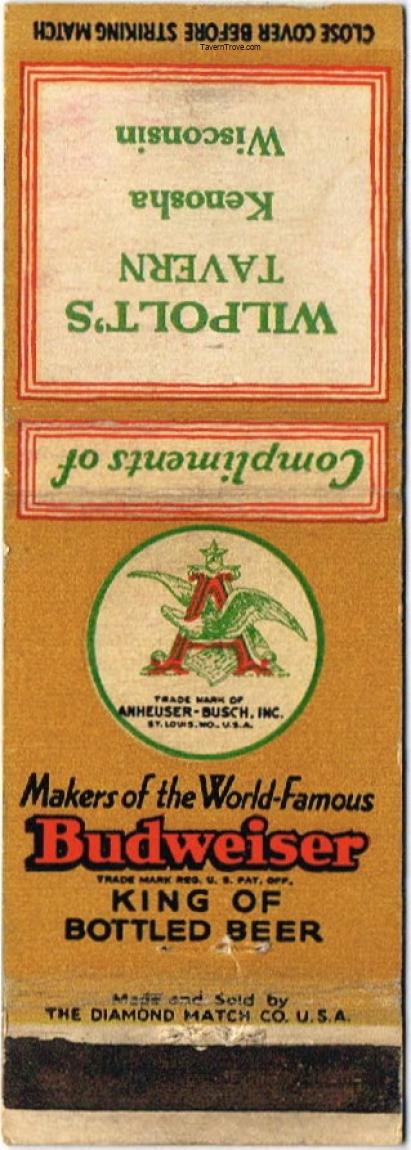 CLOSE COVER BEFORE STRIKING MATCH
TavernTrove.com
Compliments of
WILPOLT'S
TAVERN
Kenosha
Wisconsin
A
TRADE MARK OF
ANHEUSER-BUSCH, INC.
ST. LOUIS, MO., U.S.A.
Makers of the World-Famous
Budweiser
TRADE MARK REG. U. S. PAT. OFF.
KING OF
BOTTLED BEER
Made and Sold by
THE DIAMOND MATCH CO. U.S.A.